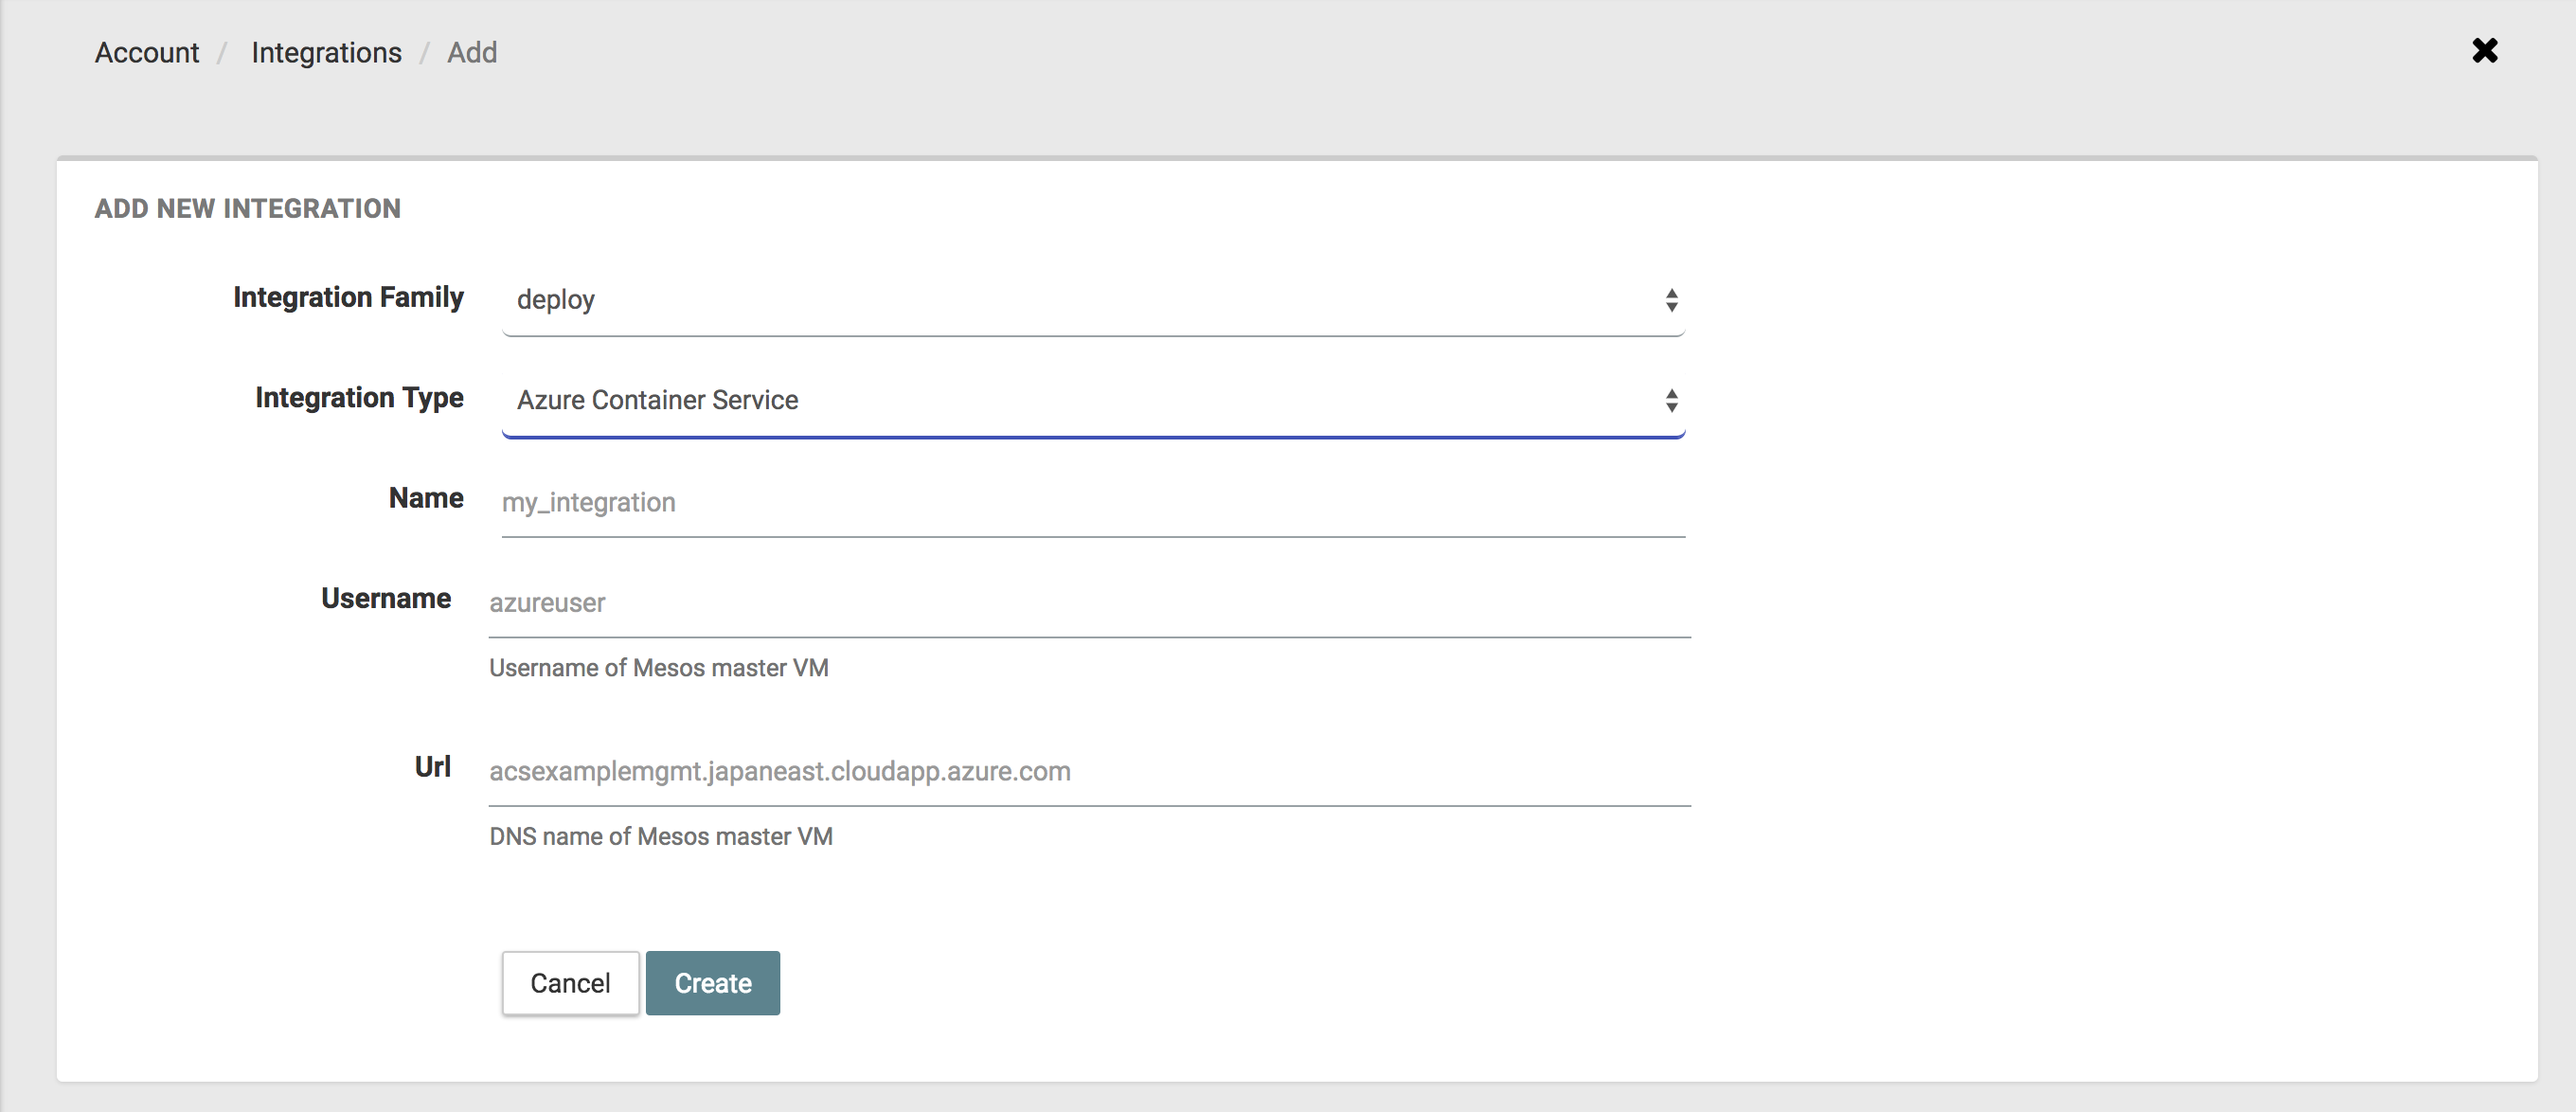 Account / Integrations / Add
ADD NEW INTEGRATION
Integration Family deploy
Integration Type Azure Container Service
Name my_integration
Username azureuser
Username of Mesos master VM
Url acsexamplemgmt.japaneast.cloudapp.azure.com
DNS name of Mesos master VM
Cancel Create